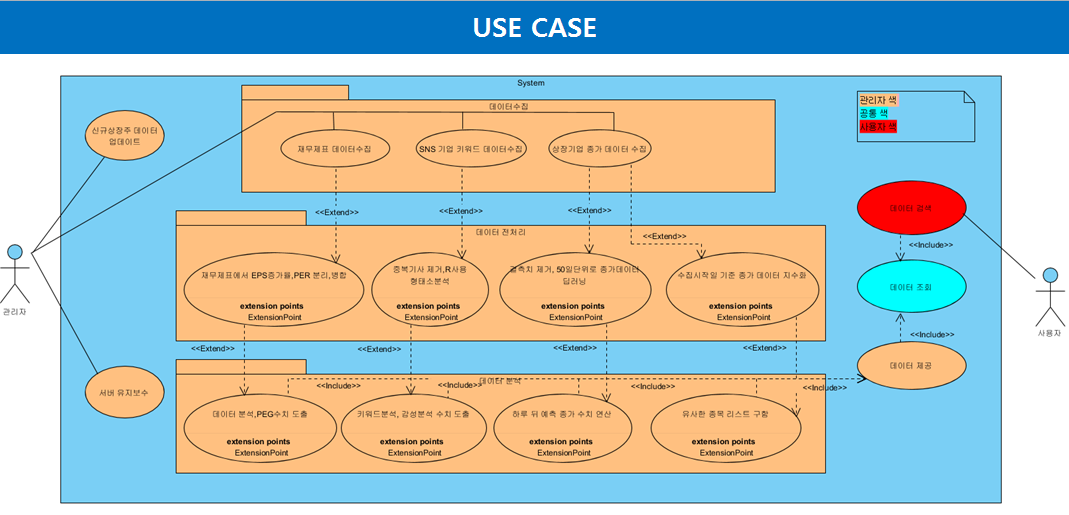 USE CASE
System
관리자 색
공통 색
사용자 색
데이터수집
신규상장주 데이터
업데이트
재무제표 데이터수집
SNS 기업 키워드 데이터수집
상장기업 종가 데이터 수집
<<Extend>>
<<Extend>>
<<Extend>>
<<Extend>>
데이터 검색
<<Include>>
데이터 전처리
재무제표에서 EPS증가율,PER 분리,병합
extension points
ExtensionPoint
중복기사 제거,R사용
형태소분석
extension points
ExtensionPoint
결측치 제거, 50일단위로 종가데이터
딥러닝
extension points
ExtensionPoint
수집시작일 기준 종가 데이터 지수화
extension points
ExtensionPoint
데이터 조회
관리자
사용자
<<Include>>
<<Extend>>
<<Extend>>
<<Extend>>
<<Extend>>
데이터 제공
데이터 분석
<<Include>>
<<Include>>
<<Include>>
<<Include>>
서버 유지보수
데이터 분석,PEG수치 도출
extension points
ExtensionPoint
키워드분석, 감성분석 수치 도출
extension points
ExtensionPoint
하루 뒤 예측 종가 수치 연산
extension points
ExtensionPoint
유사한 종목 리스트 구함
extension points
ExtensionPoint